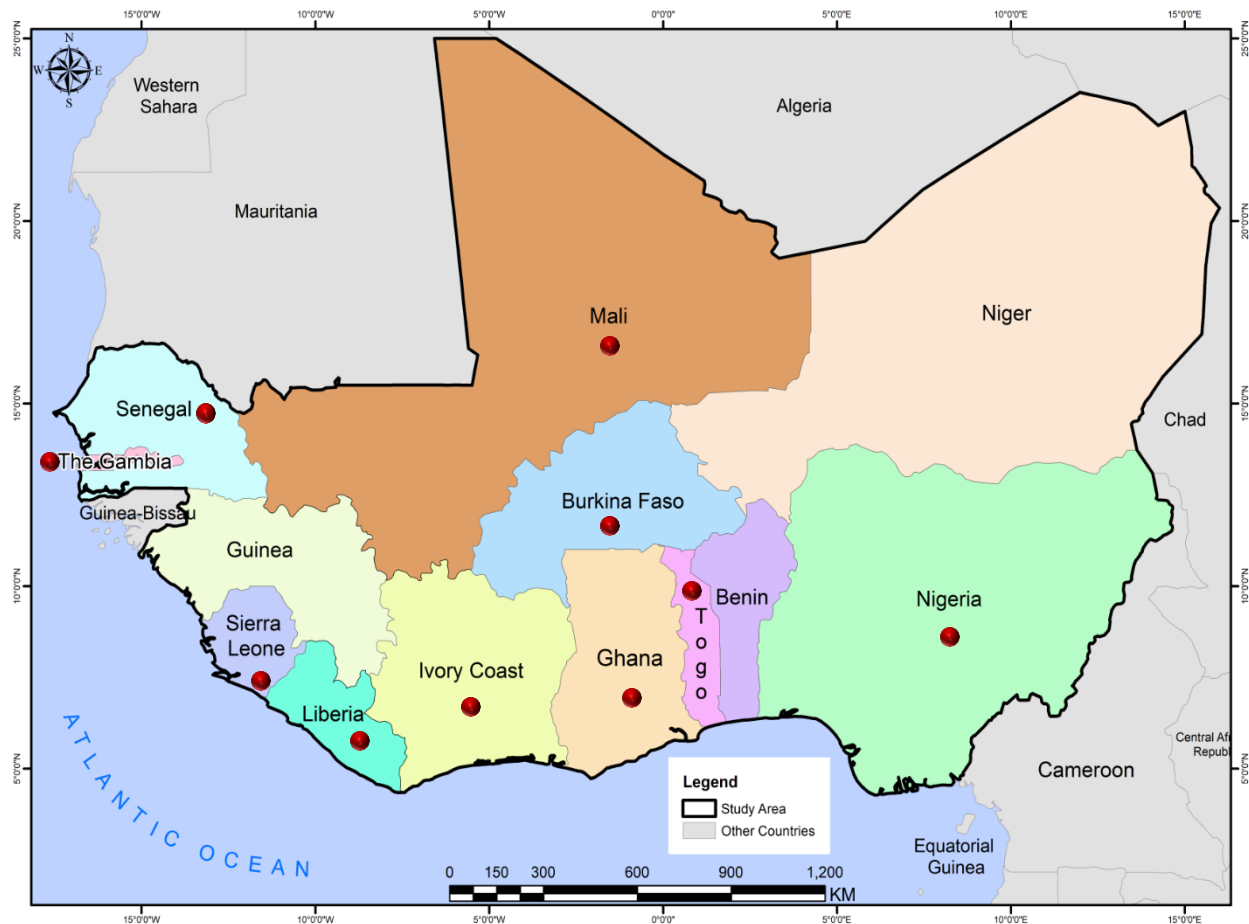 15°0'0"W 10°0'0"W 5°0'0"W 0°0'0" 5°0'0"E 10°0'0"E 15°0'0"E
25°0'0"N
25°0'0"N
N
W E
S
Western
Sahara
Algeria
20°0'0"N
20°0'0"N
Mauritania
Mali
Niger
15°0'0"N
15°0'0"N
Senegal
Chad
The Gambia
Guinea-Bissau
Burkina Faso
Guinea
10°0'0"N
10°0'0"N
Benin
Nigeria
Togo
Sierra
Leone
Ghana
Ivory Coast
Liberia
ATLANTIC OCEAN
5°0'0"N
5°0'0"N
Central Afri
Republ
Cameroon
Legend
Study Area
Other Countries
Equatorial
Guinea
0 150 300 600 900 1,200
KM
15°0'0"W 10°0'0"W 5°0'0"W 0°0'0" 5°0'0"E 10°0'0"E 15°0'0"E